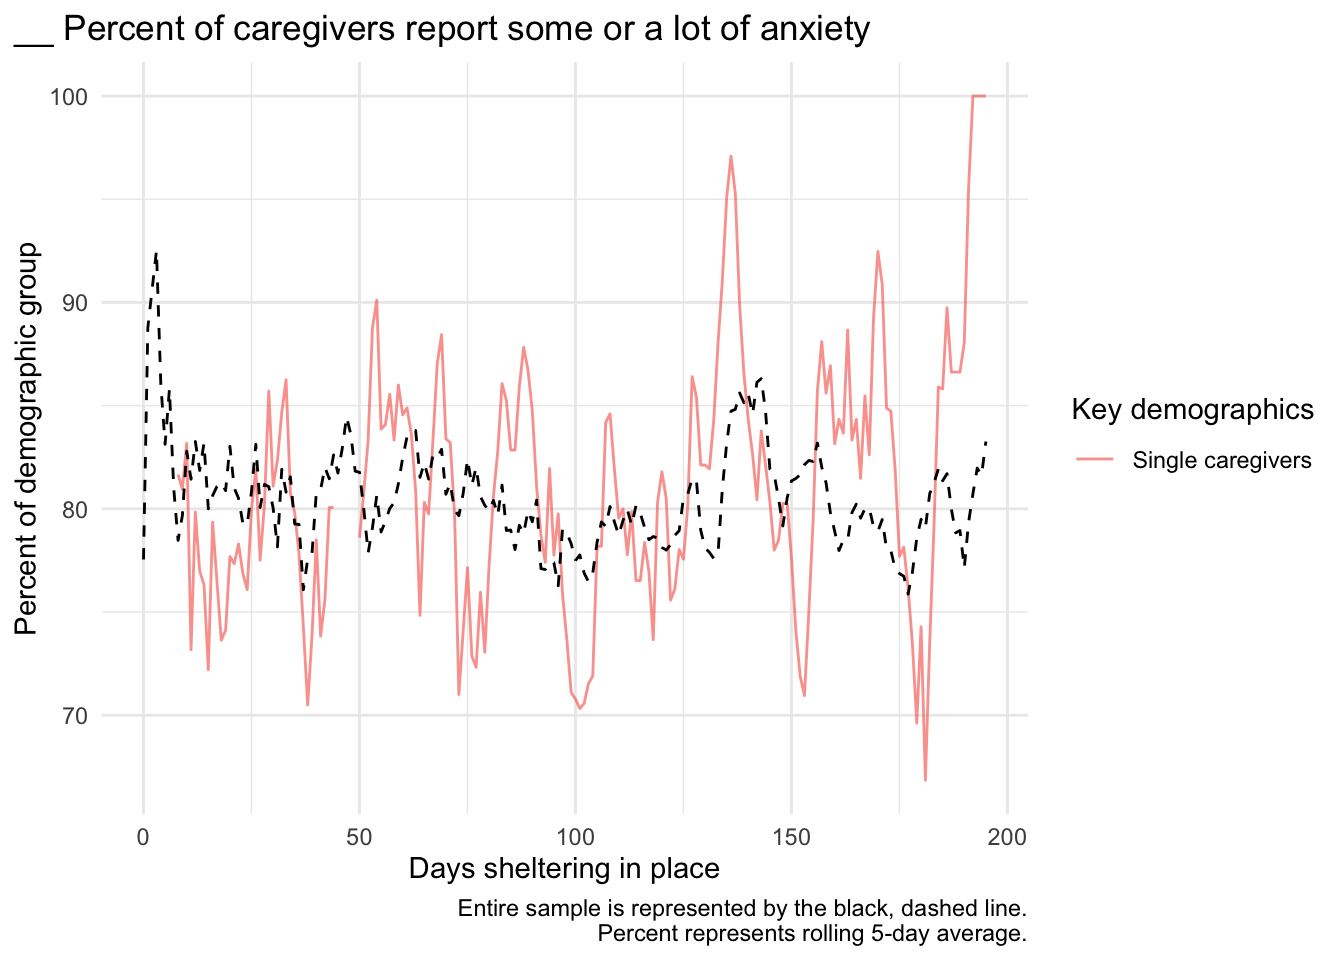 __ Percent of caregivers report some or a lot of anxiety
Percent of demographic group
100
90
80
70
0
50
100
150
200
Days sheltering in place
Key demographics
Single caregivers
Entire sample is represented by the black, dashed line.
Percent represents rolling 5-day average.